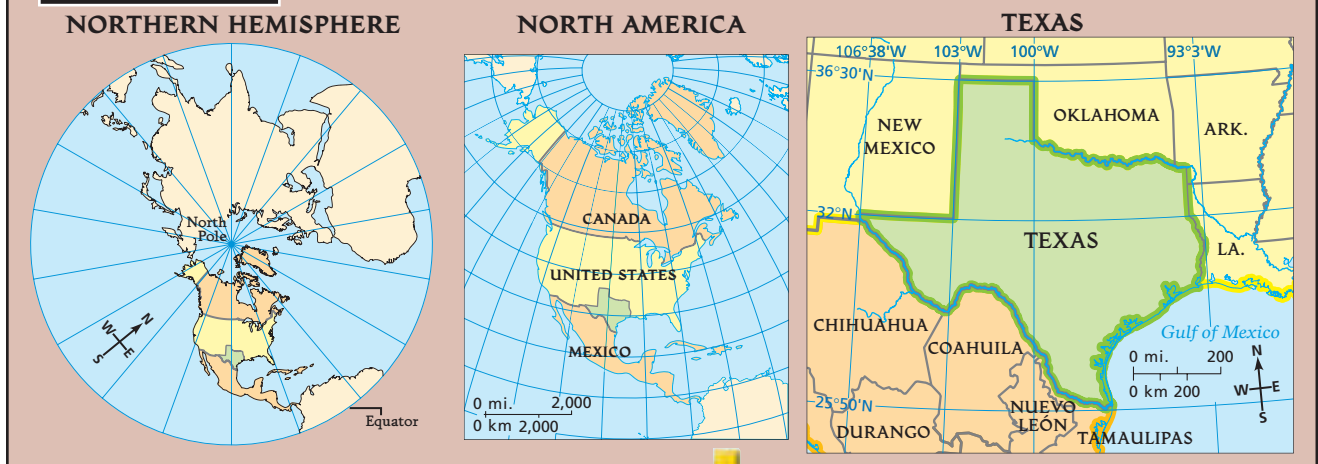 NORTHERN HEMISPHERE
North
Pole
N
W
E
S
Equator
NORTH AMERICA
CANADA
UNITED STATES
MEXICO
0 mi. 2,000
0 km 2,000
TEXAS
106°38'W 103°W 100°W 93°3'W
36°30'N
OKLAHOMA
NEW
MEXICO
ARK.
32°N
TEXAS
LA.
CHIHUAHUA
Gulf of Mexico
COAHUILA
0 mi. 200
0 km 200
N
W E
S
25°50'N
NUEVO
LEÓN
DURANGO
TAMAULIPAS